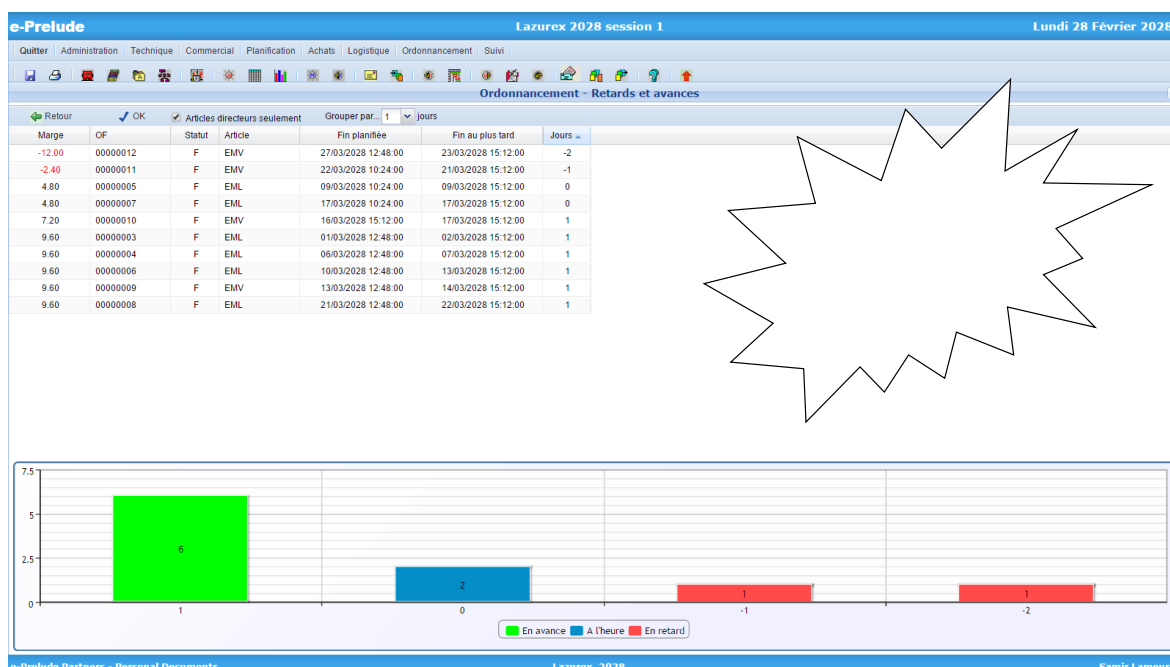 e-Prelude Lazurex 2028 session 1 Lundi 28 Février 2028
Quitter Administration Technique Commercial Planification Achats Logistique Ordonnancement Suivi
Ordonnancement - Retards et avances
Retour OK Articles directeurs seulement Grouper par... 1 jours
Marge OF Statut Article Fin planifiée Fin au plus tard Jours
-12.00 00000012 F EMV 27/03/2028 12:48:00 23/03/2028 15:12:00 -2
-2.40 00000011 F EMV 22/03/2028 10:24:00 21/03/2028 15:12:00 -1
4.80 00000005 F EML 09/03/2028 10:24:00 09/03/2028 15:12:00 0
4.80 00000007 F EML 17/03/2028 10:24:00 17/03/2028 15:12:00 0
7.20 00000010 F EMV 16/03/2028 15:12:00 17/03/2028 15:12:00 1
9.60 00000003 F EML 01/03/2028 12:48:00 02/03/2028 15:12:00 1
9.60 00000004 F EML 06/03/2028 12:48:00 07/03/2028 15:12:00 1
9.60 00000006 F EML 10/03/2028 12:48:00 13/03/2028 15:12:00 1
9.60 00000009 F EMV 13/03/2028 12:48:00 14/03/2028 15:12:00 1
9.60 00000008 F EML 21/03/2028 12:48:00 22/03/2028 15:12:00 1
7.5
5
2.5
0
6 2 1 1
1 0 -1 -2
En avance A l'heure En retard
e-Prelude Partners - Personal Documents Lazurex 2028 Samir Lamour